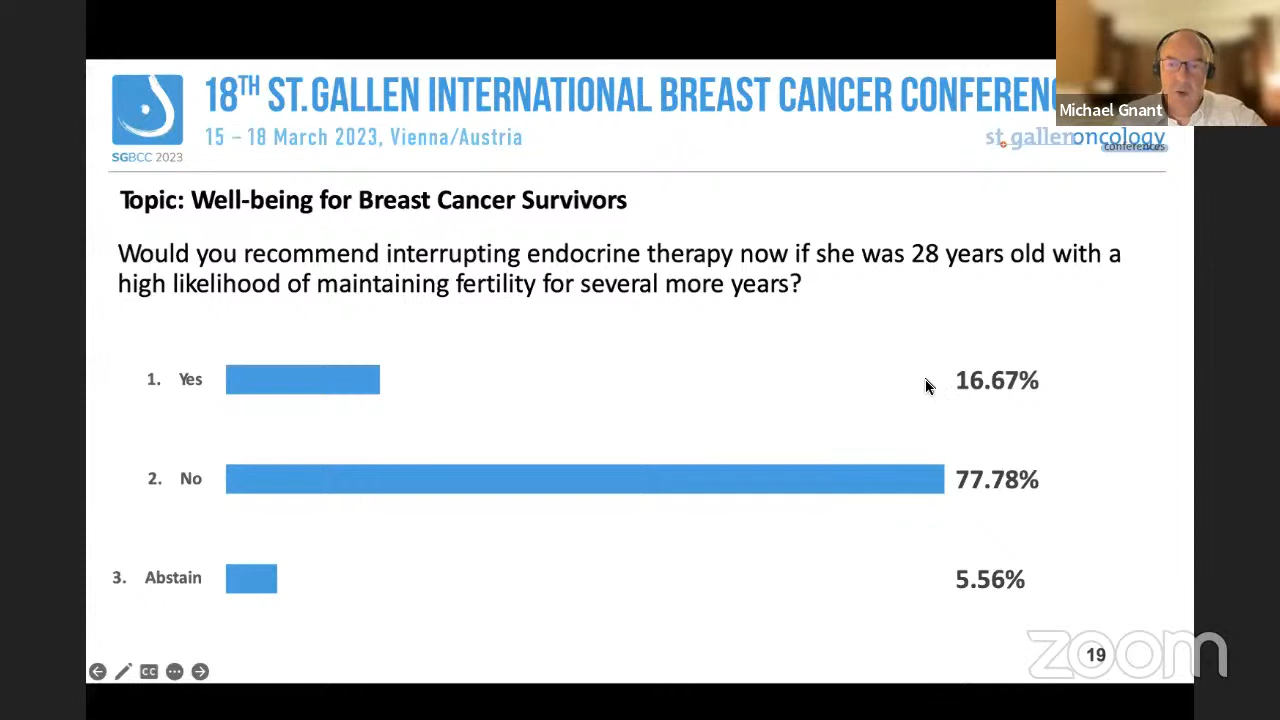 18TH ST.GALLEN INTERNATIONAL BREAST CANCER CONFEREN
15 – 18 March 2023, Vienna/Austria
SGBCC 2023
Michael Gnant
st.gallenoncology
conferences
Topic: Well-being for Breast Cancer Survivors
Would you recommend interrupting endocrine therapy now if she was 28 years old with a
high likelihood of maintaining fertility for several more years?
1. Yes 16.67%
2. No 77.78%
3. Abstain 5.56%
CC
19
zoom